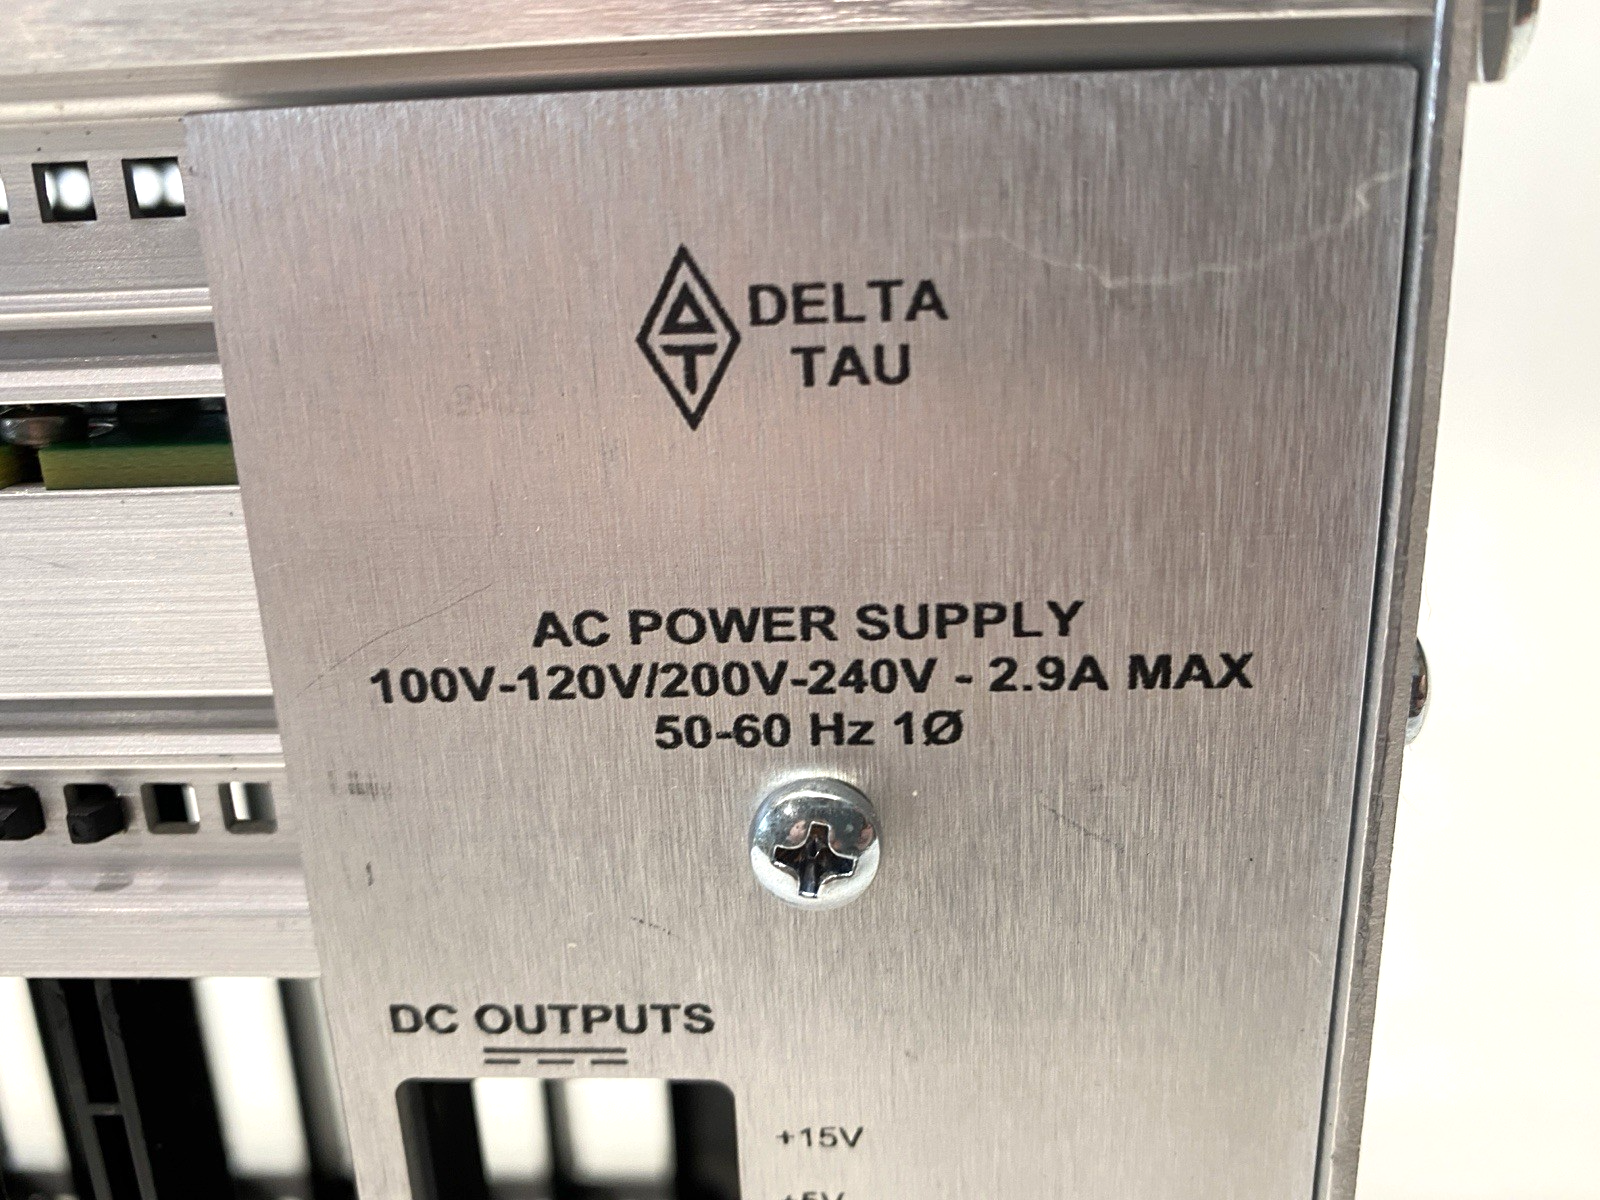 DELTA
TAU
AC POWER SUPPLY
100V-120V/200V-240V - 2.9A MAX
50-60 Hz 1Ø
DC OUTPUTS
+15V
+5V